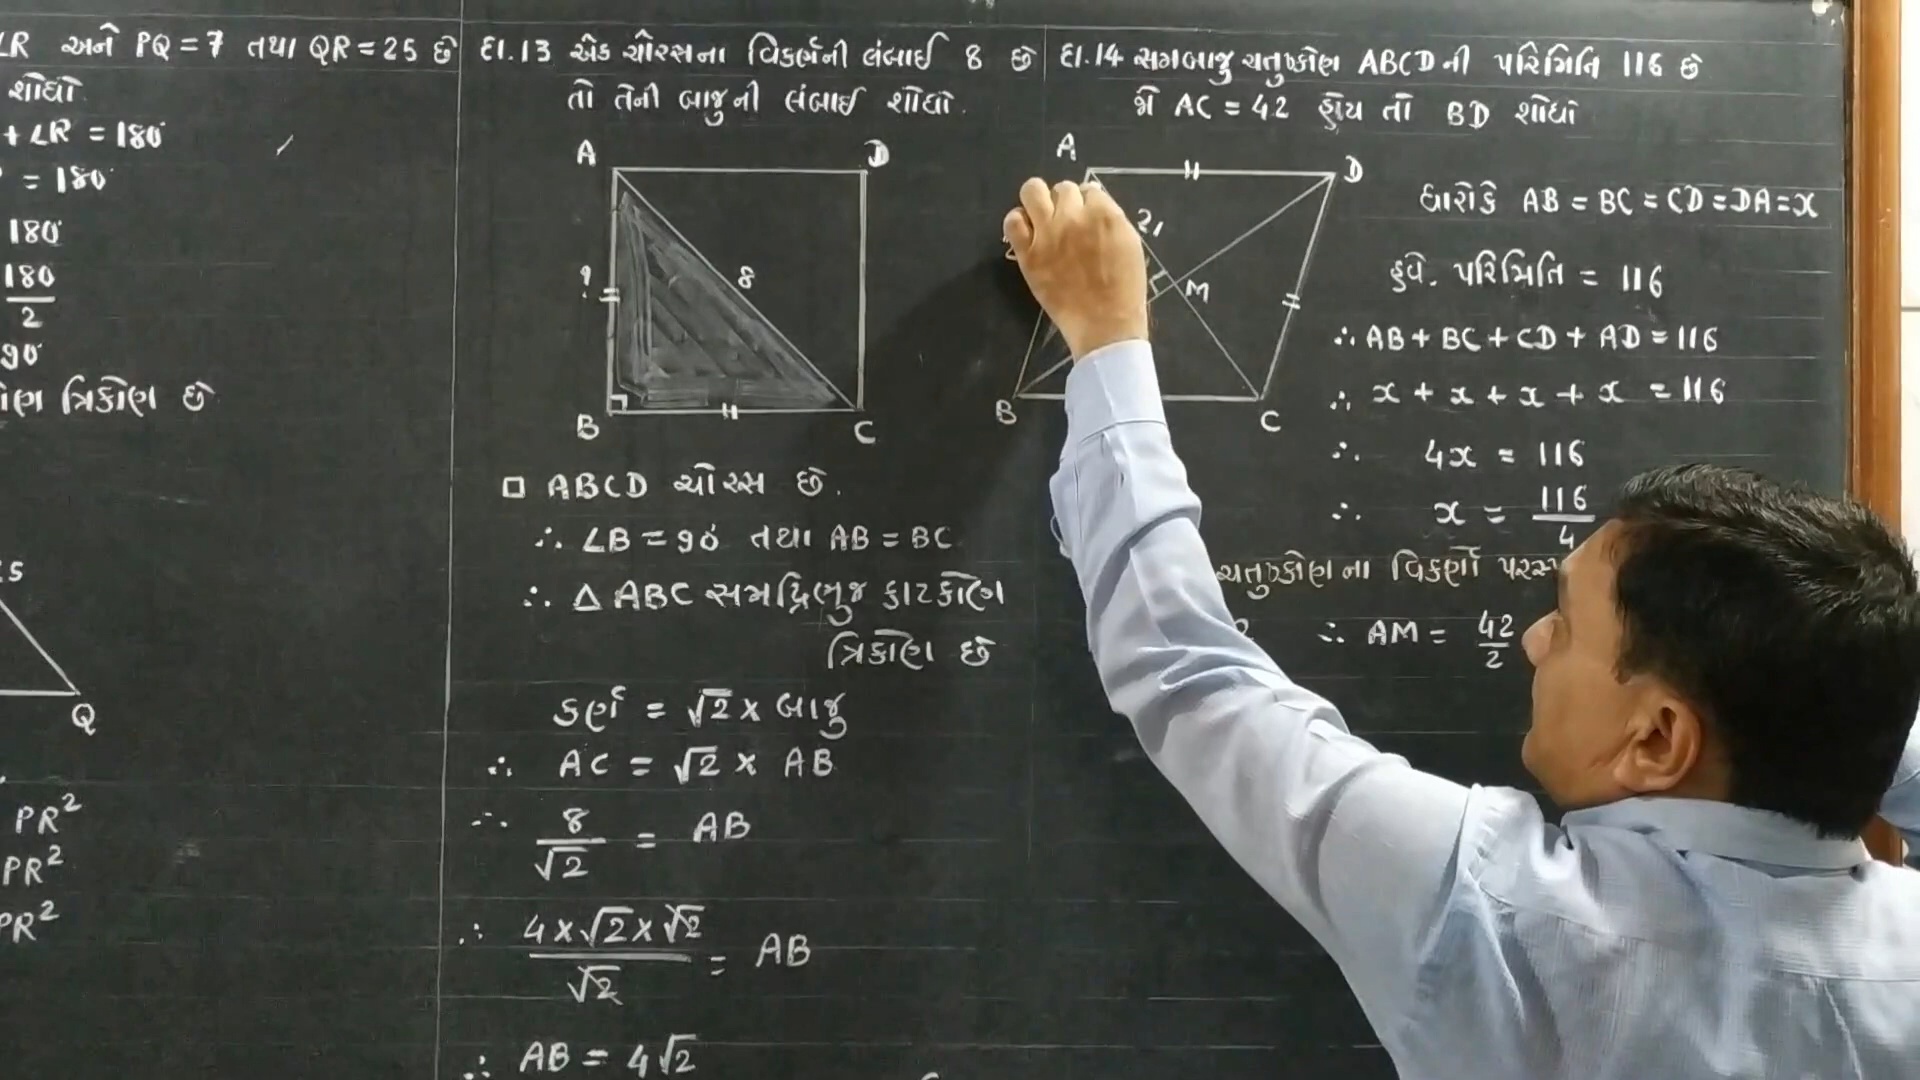 ∠R અને PQ = 7 તથા QR = 25 છે
શોધો
+ ∠R = 180°
= 180°
180°
180
2
90°
ત્રિકોણ છે
Q
PR²
PR²
PR²
દા.13 એક ચોરસના વિકર્ણની લંબાઈ 8 છે
તો તેની બાજુની લંબાઈ શોધો.
A D
? 8
B C
□ ABCD ચોરસ છે.
∴ ∠B = 90° તથા AB = BC
∴ △ ABC સમદ્વિભુજ કાટકોણ
ત્રિકોણ છે
કર્ણ = √2 × બાજુ
∴ AC = √2 × AB
∴ 8/√2 = AB
∴ 4 × √2 × √2 / √2 = AB
∴ AB = 4√2
દા.14 સમબાજુ ચતુષ્કોણ ABCD ની પરિમિતિ 116 છે
જો AC = 42 હોય તો BD શોધો
A D
21
M
B C
ધારોકે AB = BC = CD = DA = x
હવે. પરિમિતિ = 116
∴ AB + BC + CD + AD = 116
∴ x + x + x + x = 116
∴ 4x = 116
∴ x = 116/4
ચતુષ્કોણના વિકર્ણો
∴ AM = 42/2